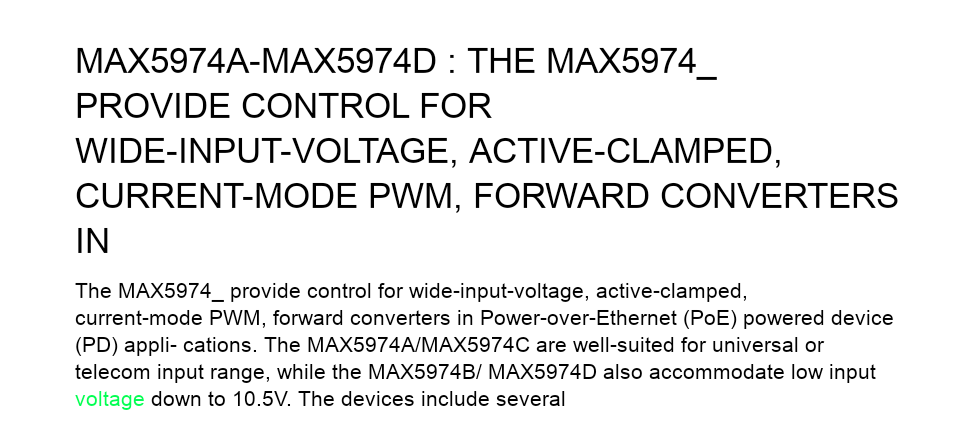 MAX5974A-MAX5974D : THE MAX5974_
PROVIDE CONTROL FOR
WIDE-INPUT-VOLTAGE, ACTIVE-CLAMPED,
CURRENT-MODE PWM, FORWARD CONVERTERS
IN
The MAX5974_ provide control for wide-input-voltage, active-clamped,
current-mode PWM, forward converters in Power-over-Ethernet (PoE) powered device
(PD) appli- cations. The MAX5974A/MAX5974C are well-suited for universal or
telecom input range, while the MAX5974B/ MAX5974D also accommodate low input
voltage down to 10.5V. The devices include several